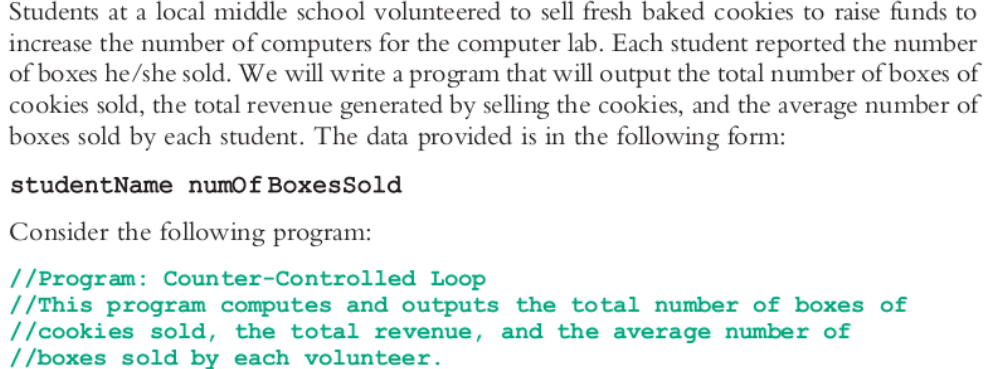 Students at a local middle school volunteered to sell fresh baked cookies to raise funds to
increase the number of computers for the computer lab. Each student reported the number
of boxes he/she sold. We will write a program that will output the total number of boxes of
cookies sold, the total revenue generated by selling the cookies, and the average number of
boxes sold by each student. The data provided is in the following form:
studentName numOfBoxesSold
Consider the following program:
//Program: Counter-Controlled Loop
//This program computes and outputs the total number of boxes of
//cookies sold, the total revenue, and the average number of
//boxes sold by each volunteer.